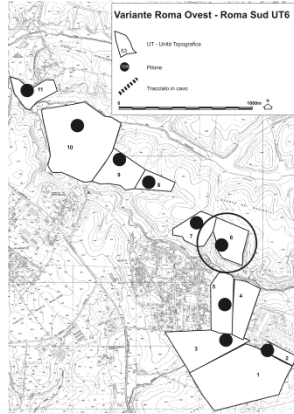 Variante Roma Ovest - Roma Sud UT6
53
UT - Unità Topografica
Pilone
Tracciato in cavo
0
1000m
11
10
9
8
7
6
5
4
3
2
1